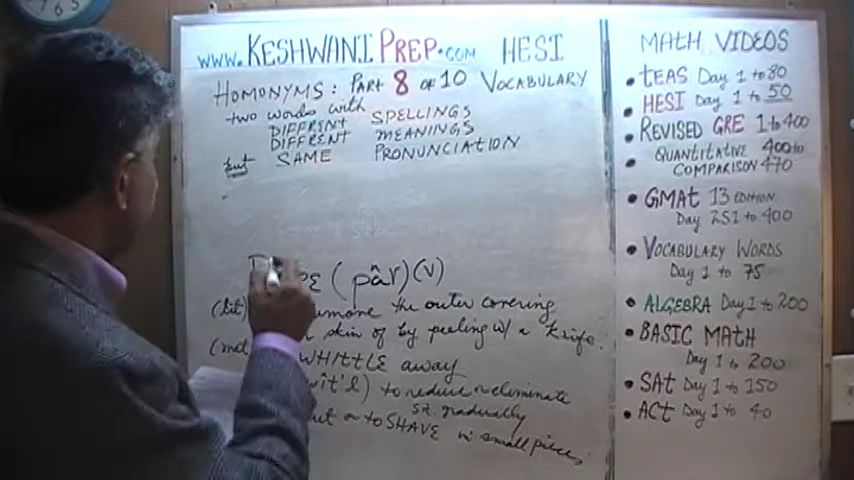 www.KESHWANIPREP.COM HESI
HOMONYMS: PART 8 OF 10 VOCABULARY
two words with
DIFFERENT SPELLINGS
DIFFERENT MEANINGS
but SAME PRONUNCIATION
(pâr) (v)
(lit) the outer covering
skin of by peeling w/ a knife.
WHITTLE away
to reduce or eliminate
st. gradually
or to SHAVE in small pieces
MATH VIDEOS
• TEAS Day 1 to 80
• HESI Day 1 to 50
• REVISED GRE 1 to 400
• QUANTITATIVE 400 to
COMPARISON 470
• GMAT 13 EDITION
Day 251 to 400
• VOCABULARY WORDS
Day 1 to 75
• ALGEBRA Day 1 to 200
• BASIC MATH
Day 1 to 200
• SAT Day 1 to 150
• ACT Day 1 to 40